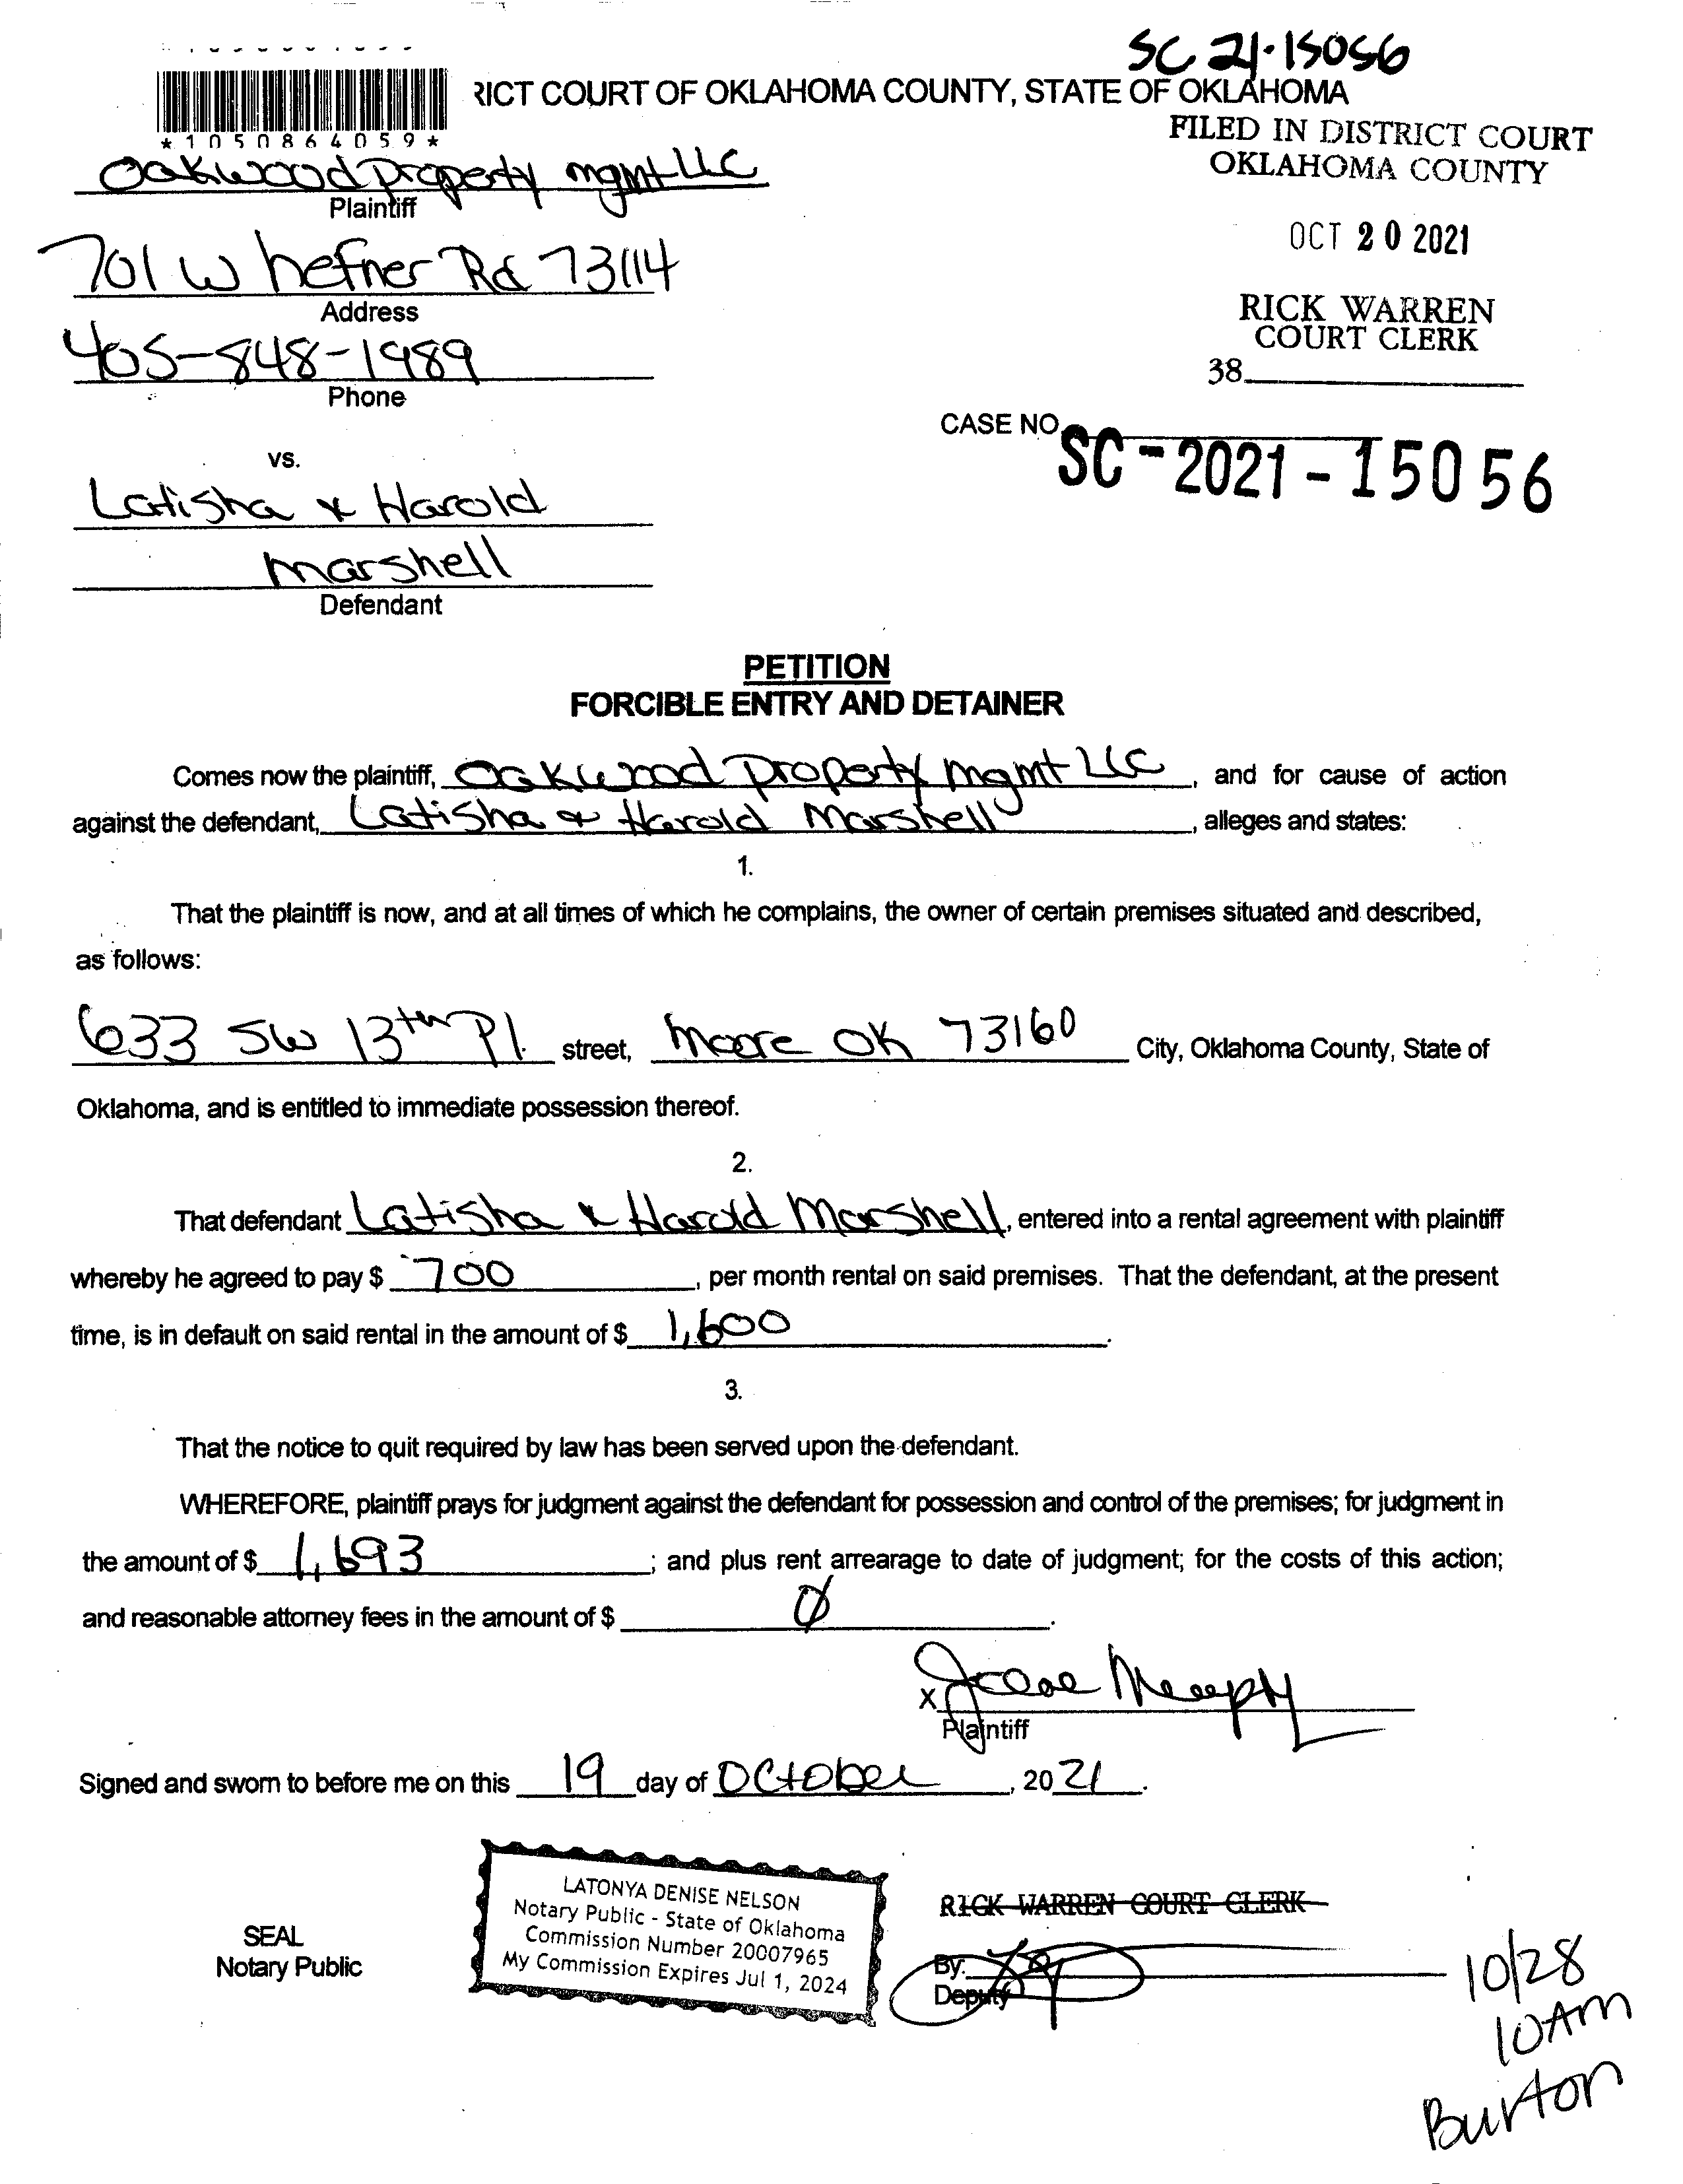 SC 21-15056
RICT COURT OF OKLAHOMA COUNTY, STATE OF OKLAHOMA
*1050864059*
FILED IN DISTRICT COURT
OKLAHOMA COUNTY
Oakwood Property mgmt LLC
Plaintiff
OCT 20 2021
701 W hefner Rd 73114
Address
RICK WARREN
COURT CLERK
405-848-1989
38
Phone
CASE NO.
SC-2021-15056
vs.
Latisha & Harold
Marshell
Defendant
PETITION
FORCIBLE ENTRY AND DETAINER
Comes now the plaintiff, Oakwood Property Mgmt LLC, and for cause of action
against the defendant, Latisha & Harold Marshell, alleges and states:
1.
That the plaintiff is now, and at all times of which he complains, the owner of certain premises situated and described,
as follows:
633 SW 13th Pl. street, Moore OK 73160 City, Oklahoma County, State of
Oklahoma, and is entitled to immediate possession thereof.
2.
That defendant Latisha & Harold Marshell, entered into a rental agreement with plaintiff
whereby he agreed to pay $ 700, per month rental on said premises. That the defendant, at the present
time, is in default on said rental in the amount of $ 1,600.
3.
That the notice to quit required by law has been served upon the defendant.
WHEREFORE, plaintiff prays for judgment against the defendant for possession and control of the premises; for judgment in
the amount of $ 1,693; and plus rent arrearage to date of judgment; for the costs of this action;
and reasonable attorney fees in the amount of $ 0.
X
Plaintiff
Signed and sworn to before me on this 19 day of October, 2021.
LATONYA DENISE NELSON
Notary Public - State of Oklahoma
Commission Number 20007965
My Commission Expires Jul 1, 2024
SEAL
Notary Public
RICK WARREN COURT CLERK
By:
Deputy
10/28
10AM
Burton